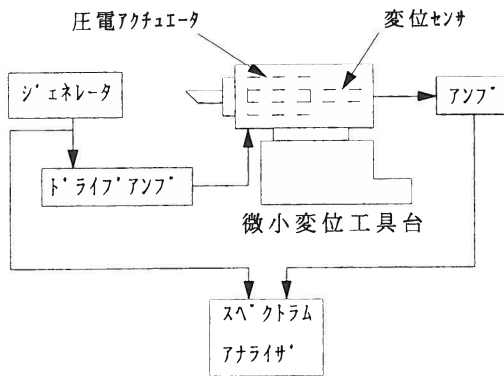 圧電ｱｸﾁｭｴｰﾀ
変位ｾﾝｻ
ｼﾞｪﾈﾚｰﾀ
ｱﾝﾌﾟ
ﾄﾞﾗｲﾌﾞｱﾝﾌﾟ
微小変位工具台
ｽﾍﾟｸﾄﾗﾑ
ｱﾅﾗｲｻﾞ